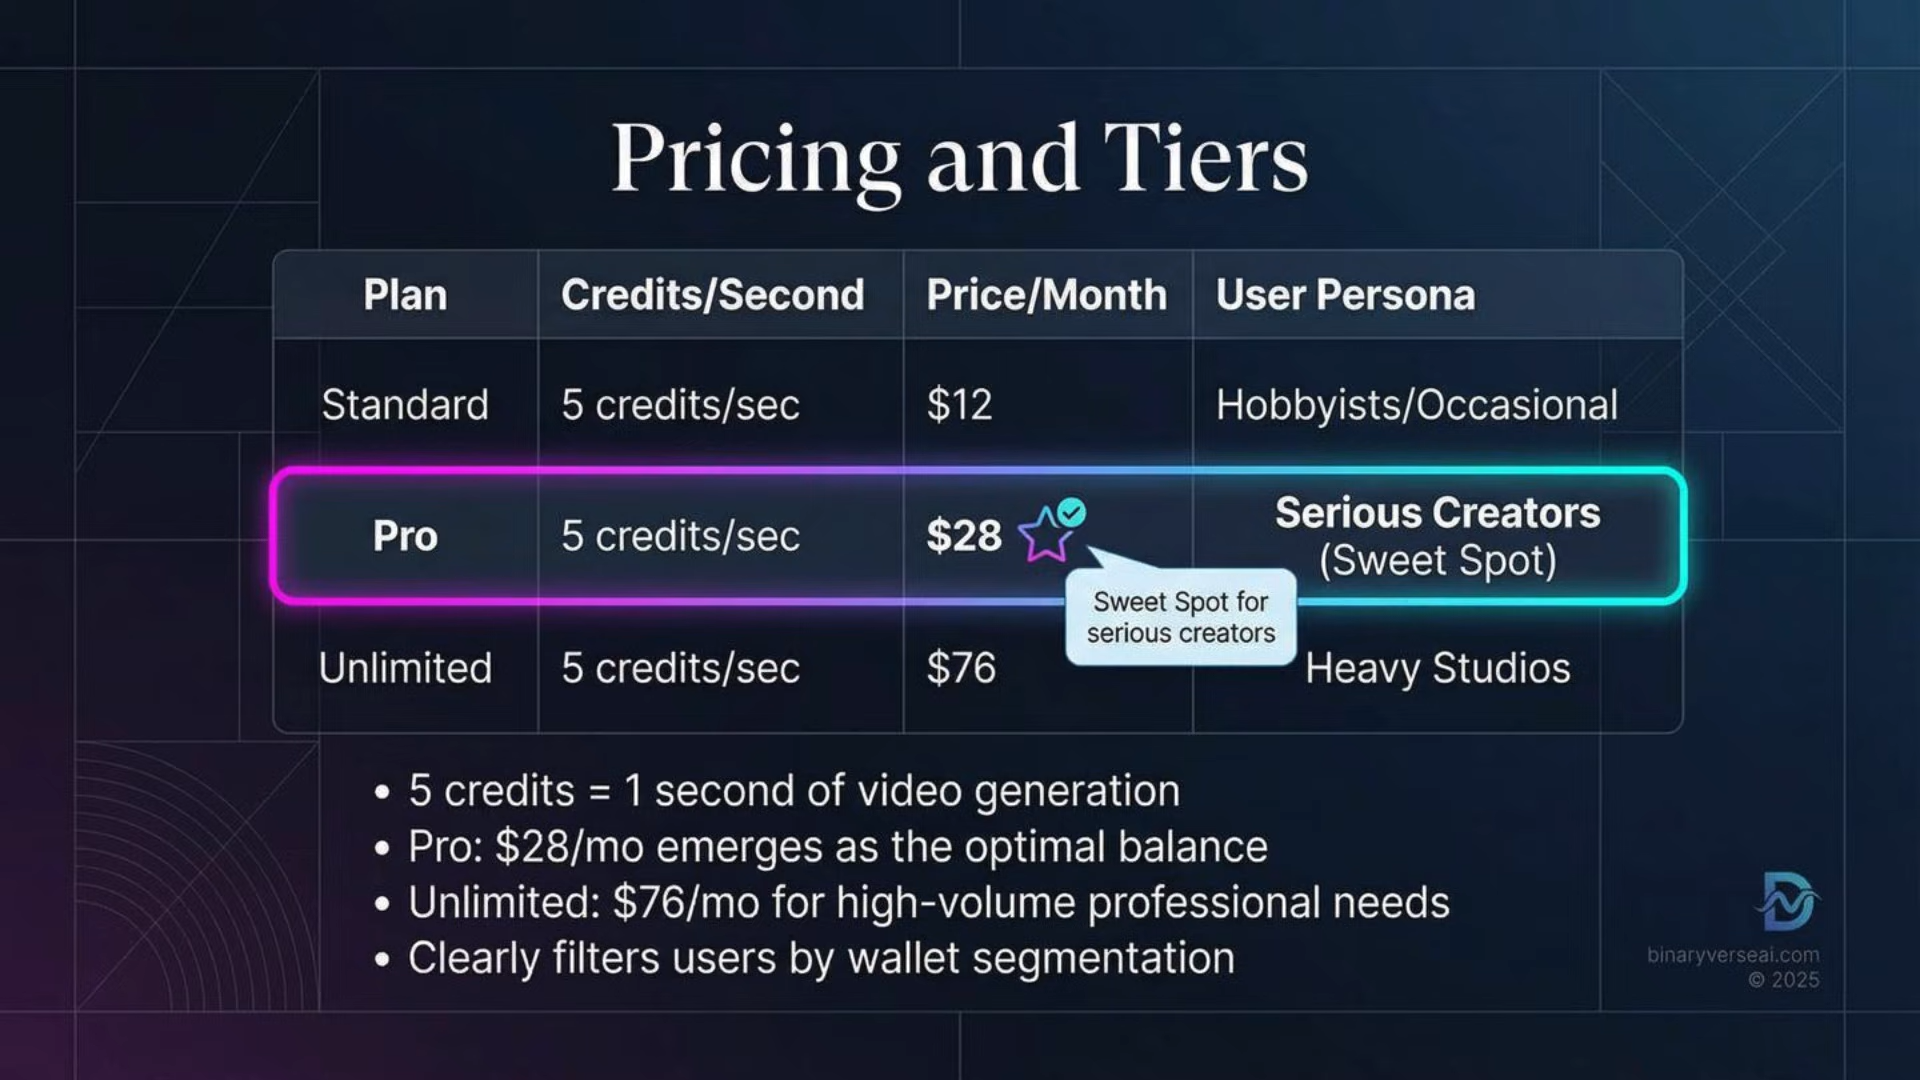 Pricing and Tiers
Plan Credits/Second Price/Month User Persona
Standard 5 credits/sec $12 Hobbyists/Occasional
Pro 5 credits/sec $28 Serious Creators
(Sweet Spot)
Sweet Spot for
serious creators
Unlimited 5 credits/sec $76 Heavy Studios
• 5 credits = 1 second of video generation
• Pro: $28/mo emerges as the optimal balance
• Unlimited: $76/mo for high-volume professional needs
• Clearly filters users by wallet segmentation
binaryverseai.com
© 2025